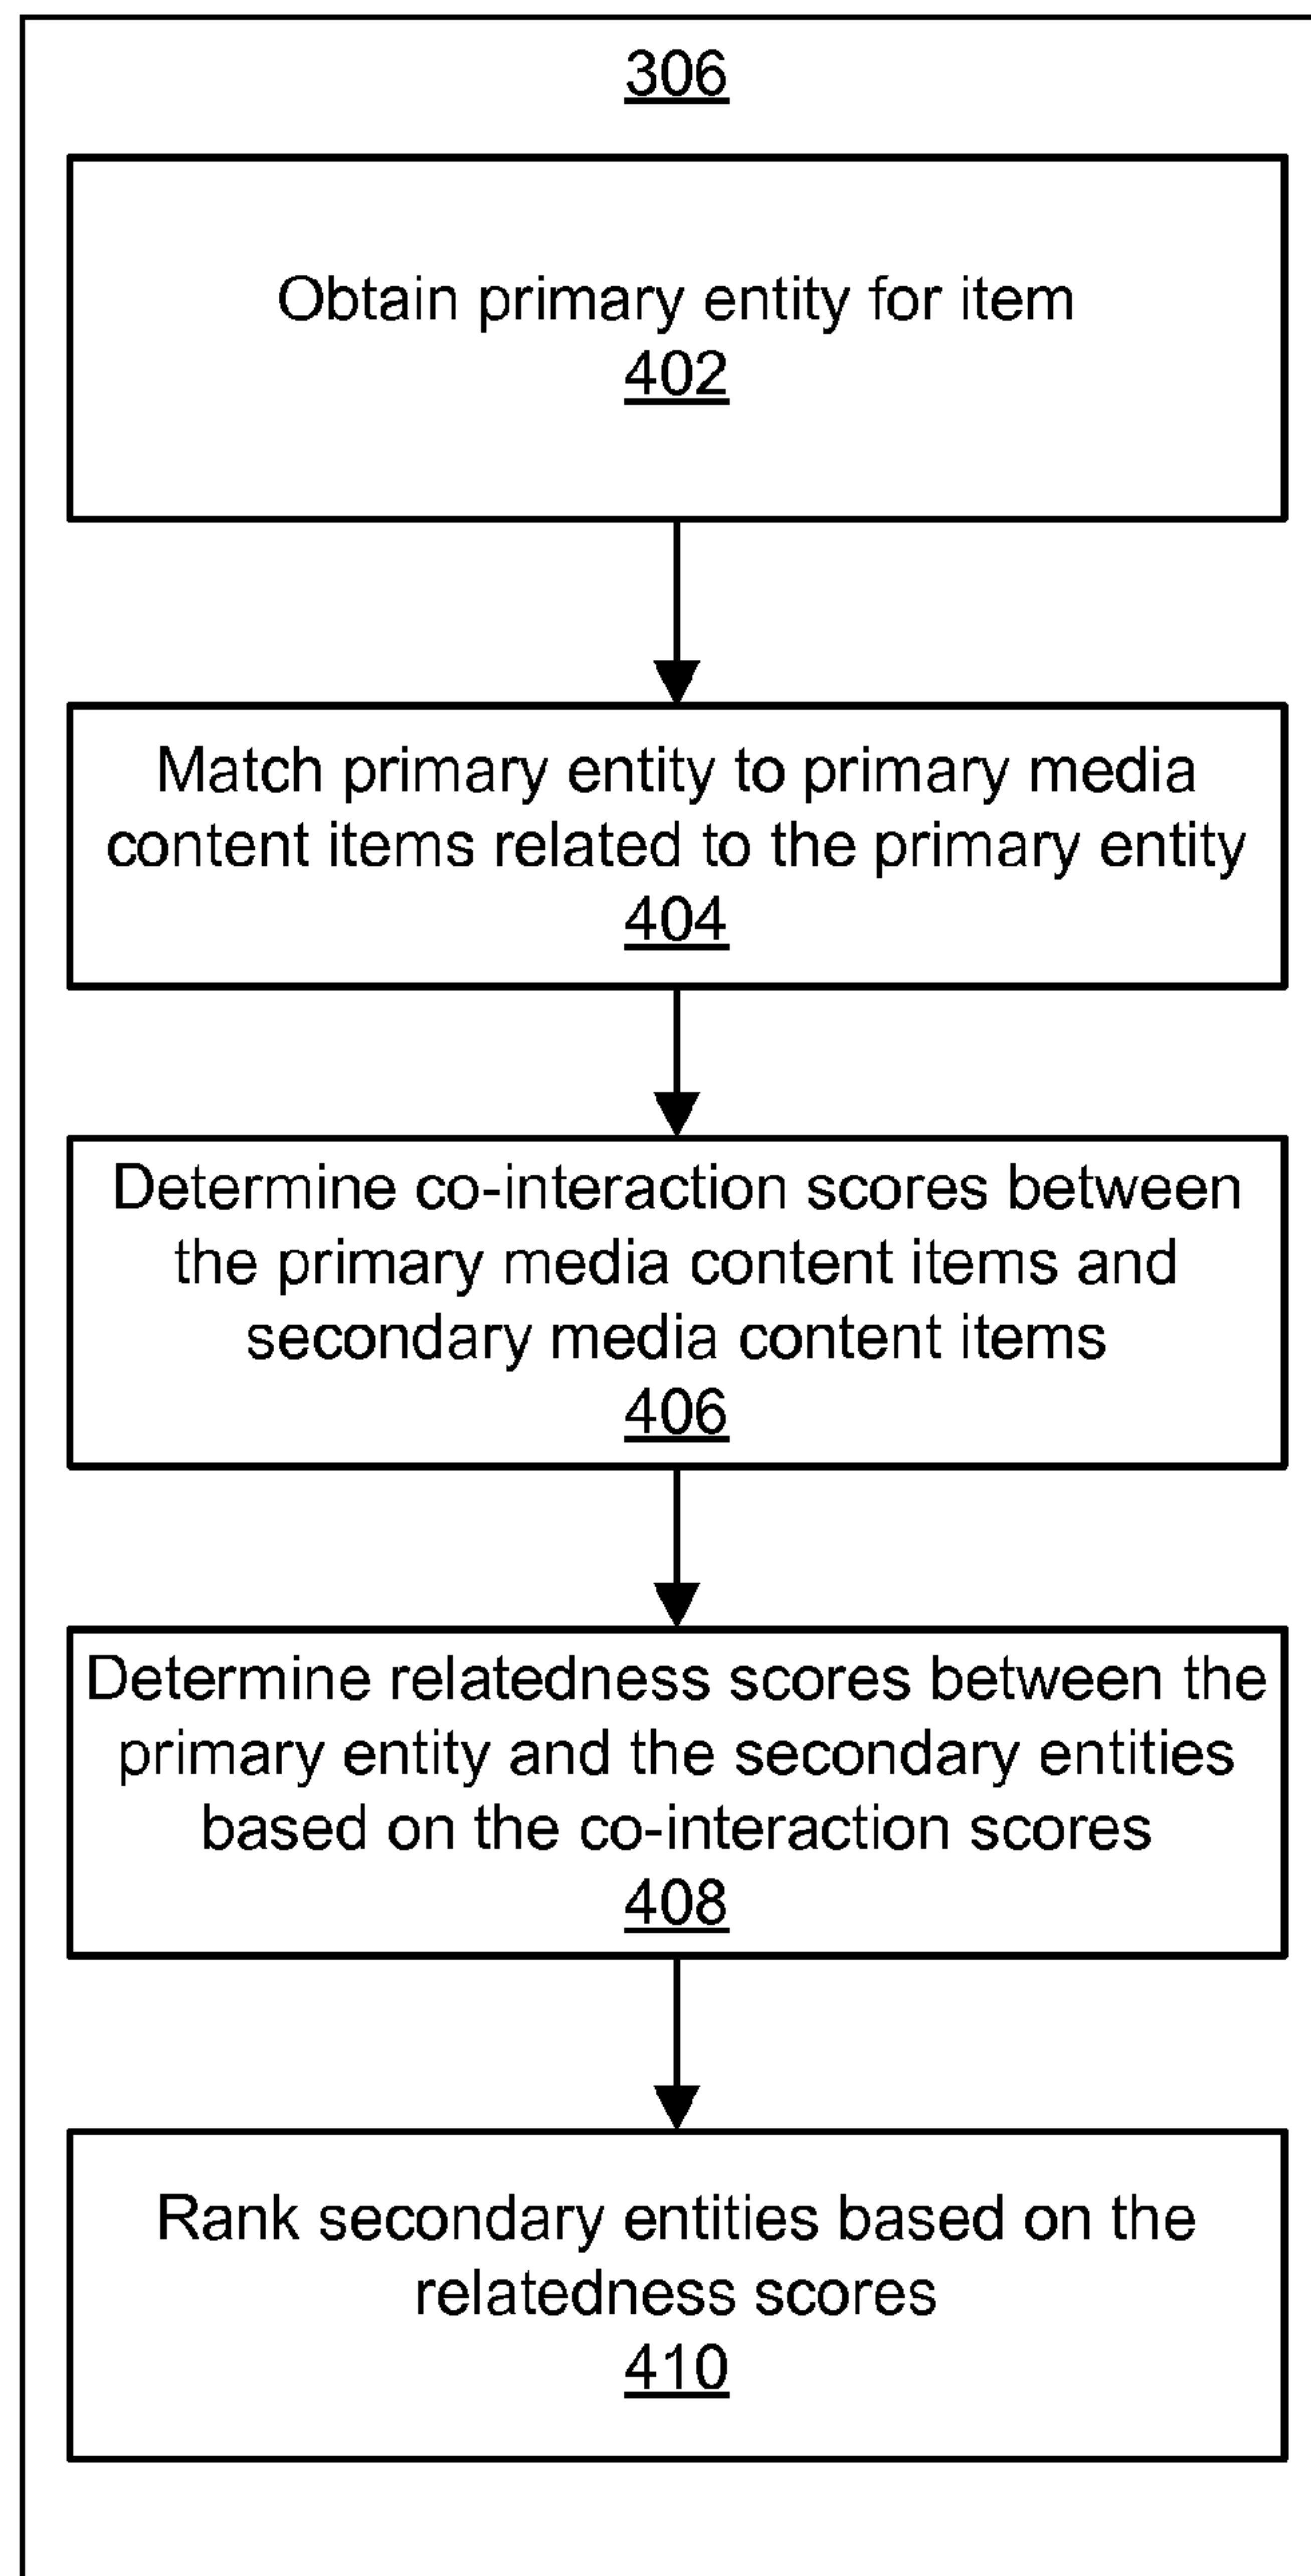 306
Obtain primary entity for item
402
Match primary entity to primary media
content items related to the primary entity
404
Determine co-interaction scores between
the primary media content items and
secondary media content items
406
Determine relatedness scores between the
primary entity and the secondary entities
based on the co-interaction scores
408
Rank secondary entities based on the
relatedness scores
410